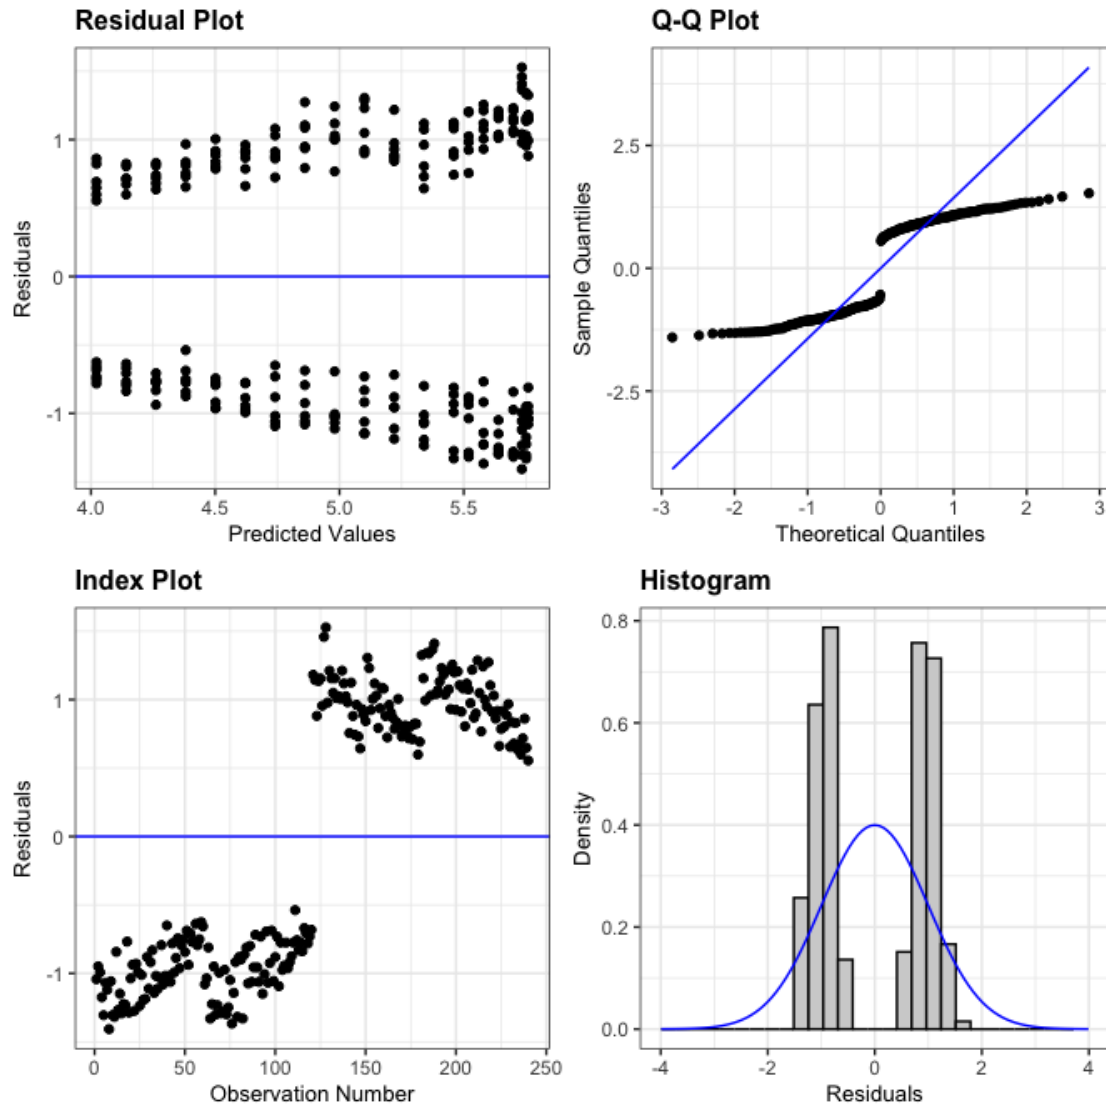 Residual Plot
Residuals
1
0
-1
4.0 4.5 5.0 5.5
Predicted Values
Q-Q Plot
Sample Quantiles
2.5
0.0
-2.5
-3 -2 -1 0 1 2 3
Theoretical Quantiles
Index Plot
Residuals
1
0
-1
0 50 100 150 200 250
Observation Number
Histogram
Density
0.8
0.6
0.4
0.2
0.0
-4 -2 0 2 4
Residuals